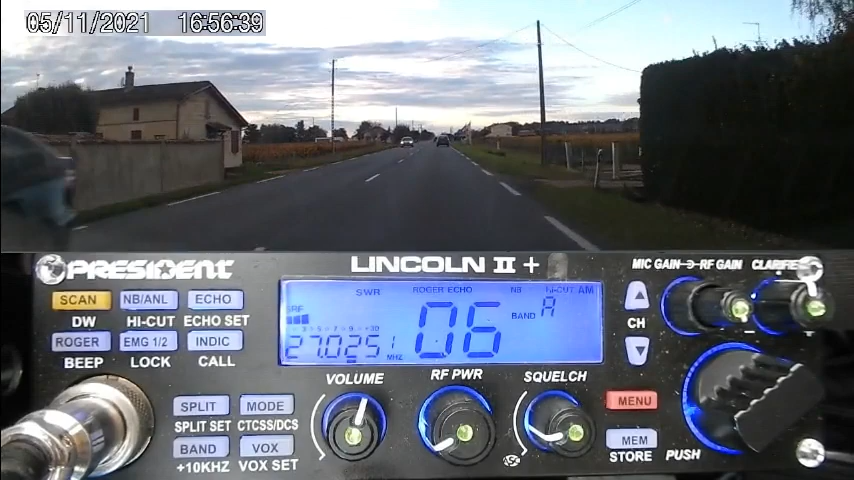 05/11/2021 16:56:39
PRESIDENT LINCOLN II + MIC GAIN RF GAIN CLARIFIER
SCAN NB/ANL ECHO SWR ROGER ECHO NB HI-CUT AM
DW HI-CUT ECHO SET RF BAND A CH
ROGER EMG 1/2 INDIC 27.0251 MHZ 06
BEEP LOCK CALL
VOLUME RF PWR SQUELCH
SPLIT MODE MENU
SPLIT SET CTCSS/DCS
BAND VOX MEM
+10KHZ VOX SET ASC STORE PUSH